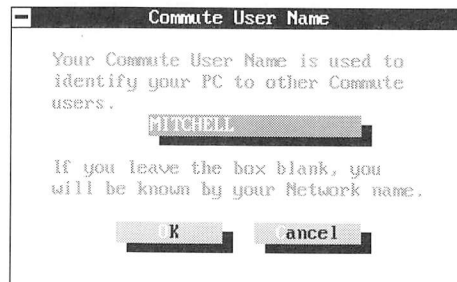 Commute User Name
Your Commute User Name is used to
identify your PC to other Commute
users.
MITCHELL
If you leave the box blank, you
will be known by your Network name.
OK Cancel